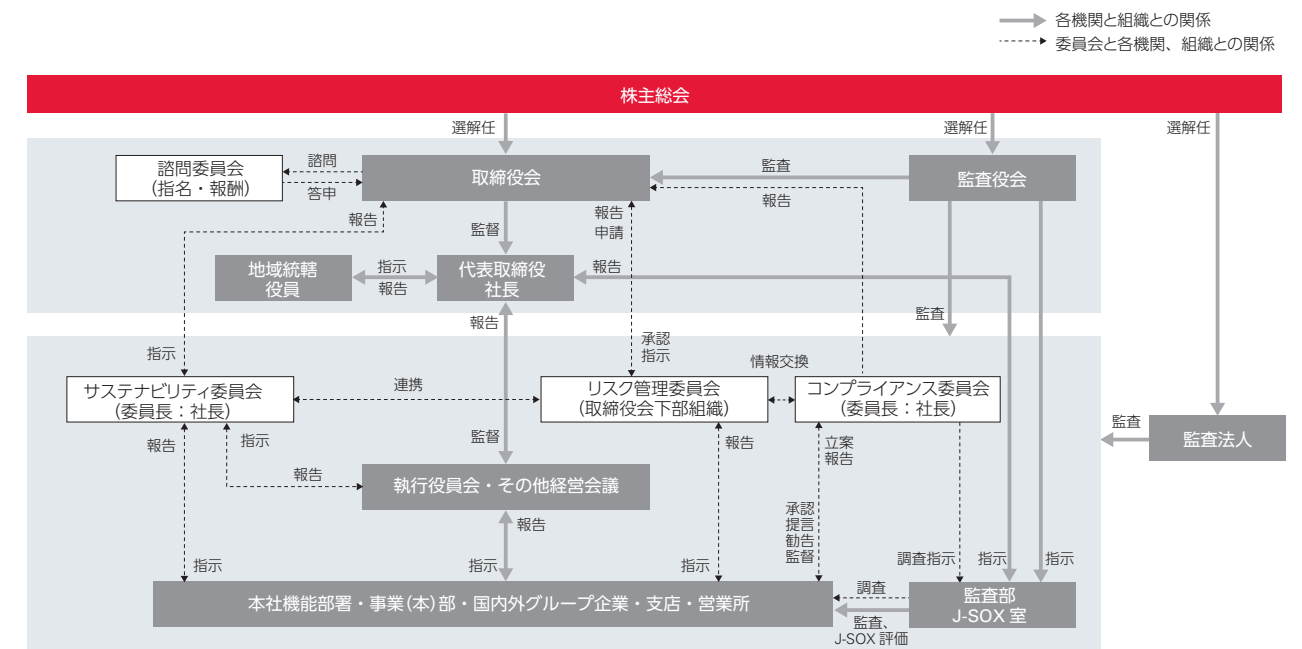 各機関と組織との関係
委員会と各機関、組織との関係
株主総会
選解任
選解任
選解任
諮問委員会
(指名・報酬)
諮問
答申
取締役会
監査
監査役会
報告
報告
監督
報告
申請
地域統轄
役員
指示
報告
代表取締役
社長
報告
監査
報告
承認
指示
指示
情報交換
サステナビリティ委員会
(委員長:社長)
連携
リスク管理委員会
(取締役会下部組織)
コンプライアンス委員会
(委員長:社長)
監査
監査法人
報告
指示
監督
報告
立案
報告
報告
執行役員会・その他経営会議
報告
承認
提言
勧告
監督
指示
指示
指示
調査指示
指示
指示
本社機能部署・事業(本)部・国内外グループ企業・支店・営業所
調査
監査、
J-SOX 評価
監査部
J-SOX 室